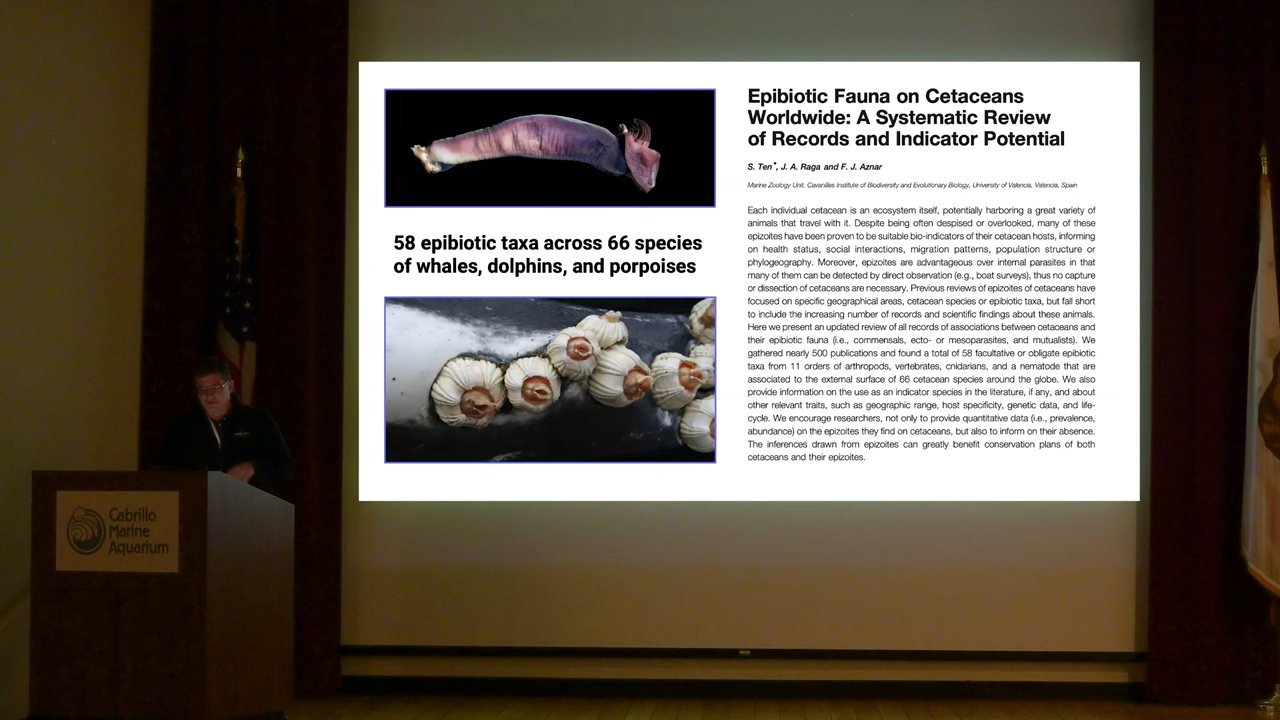 Epibiotic Fauna on Cetaceans
Worldwide: A Systematic Review
of Records and Indicator Potential
S. Ten*, J. A. Raga and F. J. Aznar
Marine Zoology Unit, Cavanilles Institute of Biodiversity and Evolutionary Biology, University of Valencia, Valencia, Spain
58 epibiotic taxa across 66 species
of whales, dolphins, and porpoises
Each individual cetacean is an ecosystem itself, potentially harboring a great variety of
animals that travel with it. Despite being often despised or overlooked, many of these
epizoites have been proven to be suitable bio-indicators of their cetacean hosts, informing
on health status, social interactions, migration patterns, population structure or
phylogeography. Moreover, epizoites are advantageous over internal parasites in that
many of them can be detected by direct observation (e.g., boat surveys), thus no capture
or dissection of cetaceans are necessary. Previous reviews of epizoites of cetaceans have
focused on specific geographical areas, cetacean species or epibiotic taxa, but fall short
to include the increasing number of records and scientific findings about these animals.
Here we present an updated review of all records of associations between cetaceans and
their epibiotic fauna (i.e., commensals, ecto- or mesoparasites, and mutualists). We
gathered nearly 500 publications and found a total of 58 facultative or obligate epibiotic
taxa from 11 orders of arthropods, vertebrates, cnidarians, and a nematode that are
associated to the external surface of 66 cetacean species around the globe. We also
provide information on the use as an indicator species in the literature, if any, and about
other relevant traits, such as geographic range, host specificity, genetic data, and life-
cycle. We encourage researchers, not only to provide quantitative data (i.e., prevalence,
abundance) on the epizoites they find on cetaceans, but also to inform on their absence.
The inferences drawn from epizoites can greatly benefit conservation plans of both
cetaceans and their epizoites.
Cabrillo
Marine
Aquarium